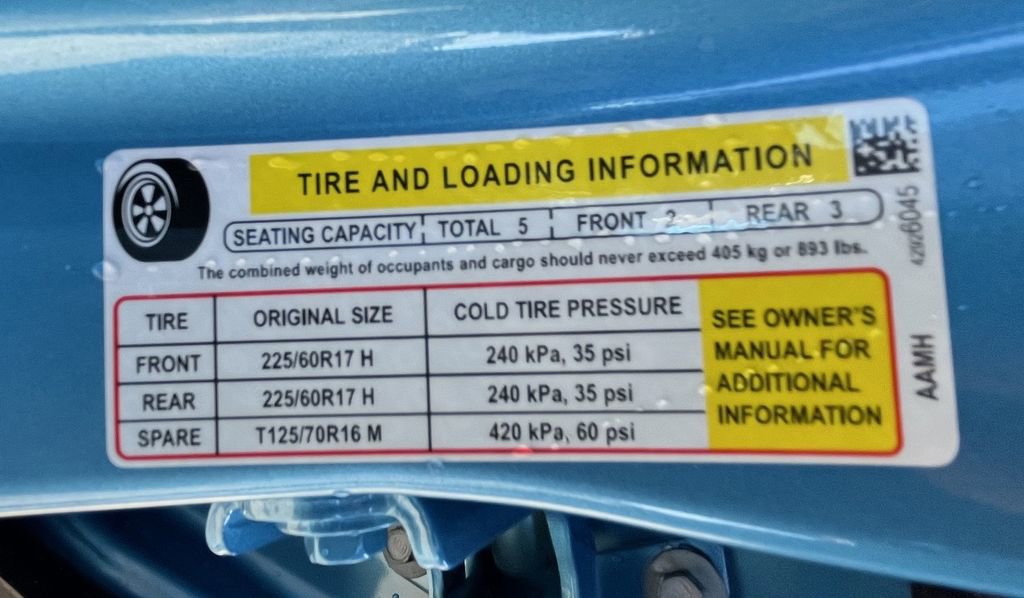 TIRE AND LOADING INFORMATION
SEATING CAPACITY TOTAL 5 FRONT 2 REAR 3
The combined weight of occupants and cargo should never exceed 405 kg or 893 lbs.
TIRE ORIGINAL SIZE COLD TIRE PRESSURE
FRONT 225/60R17 H 240 kPa, 35 psi
REAR 225/60R17 H 240 kPa, 35 psi
SPARE T125/70R16 M 420 kPa, 60 psi
SEE OWNER'S
MANUAL FOR
ADDITIONAL
INFORMATION
42926045
AAMH